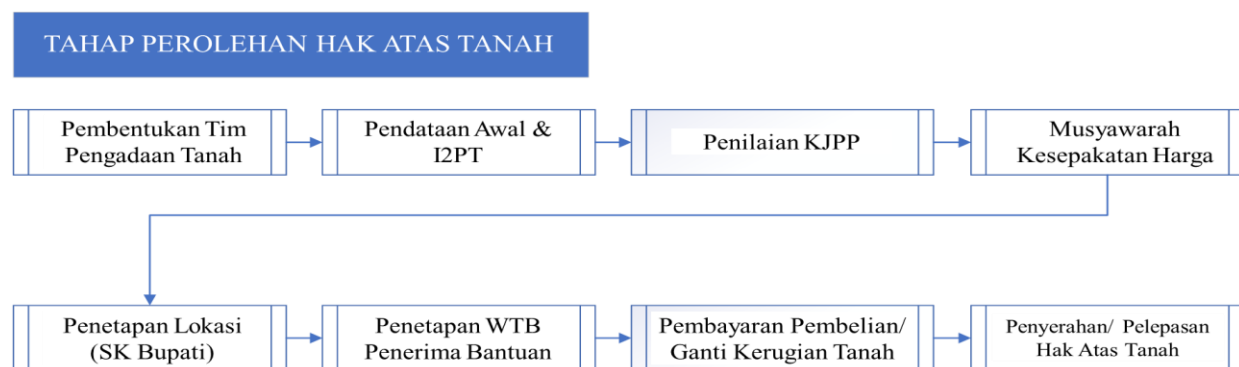 TAHAP PEROLEHAN HAK ATAS TANAH
Pembentukan Tim
Pengadaan Tanah
Pendataan Awal &
I2PT
Penilaian KJPP
Musyawarah
Kesepakatan Harga
Penetapan Lokasi
(SK Bupati)
Penetapan WTB
Penerima Bantuan
Pembayaran Pembelian/
Ganti Kerugian Tanah
Penyerahan/ Pelepasan
Hak Atas Tanah